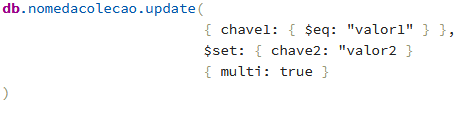 db.nomedacolecao.update(
{ chave1: { $eq: "valor1" } },
$set: { chave2: "valor2 }
{ multi: true }
)